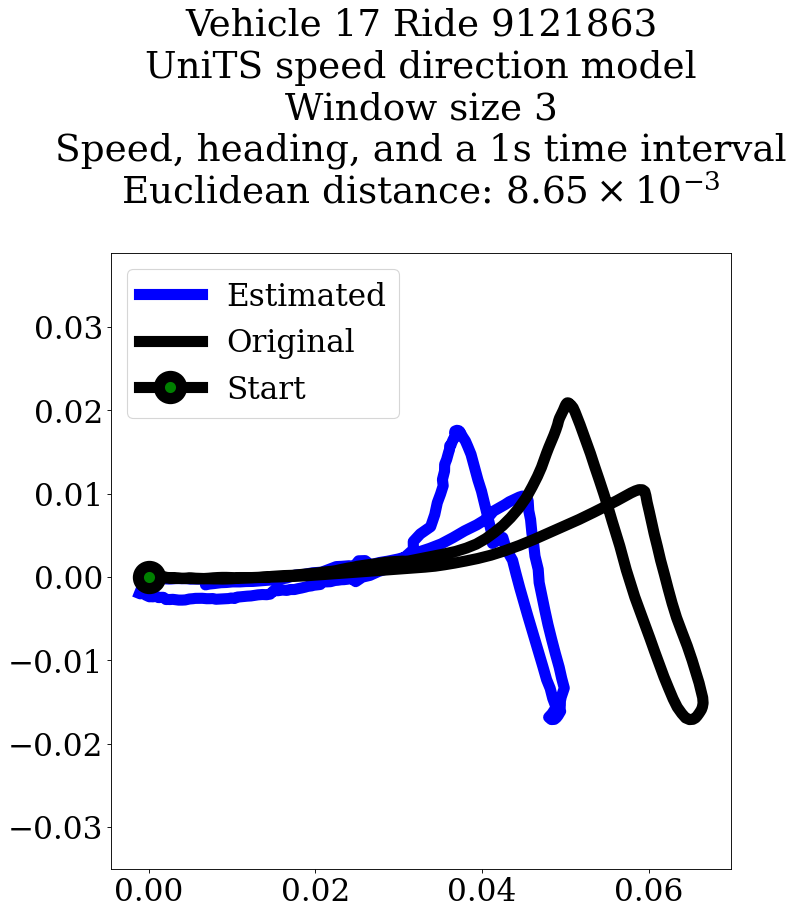 Vehicle 17 Ride 9121863
UniTS speed direction model
Window size 3
Speed, heading, and a 1s time interval
Euclidean distance: 8.65 × 10⁻³
Estimated
Original
Start
0.03
0.02
0.01
0.00
−0.01
−0.02
−0.03
0.00 0.02 0.04 0.06